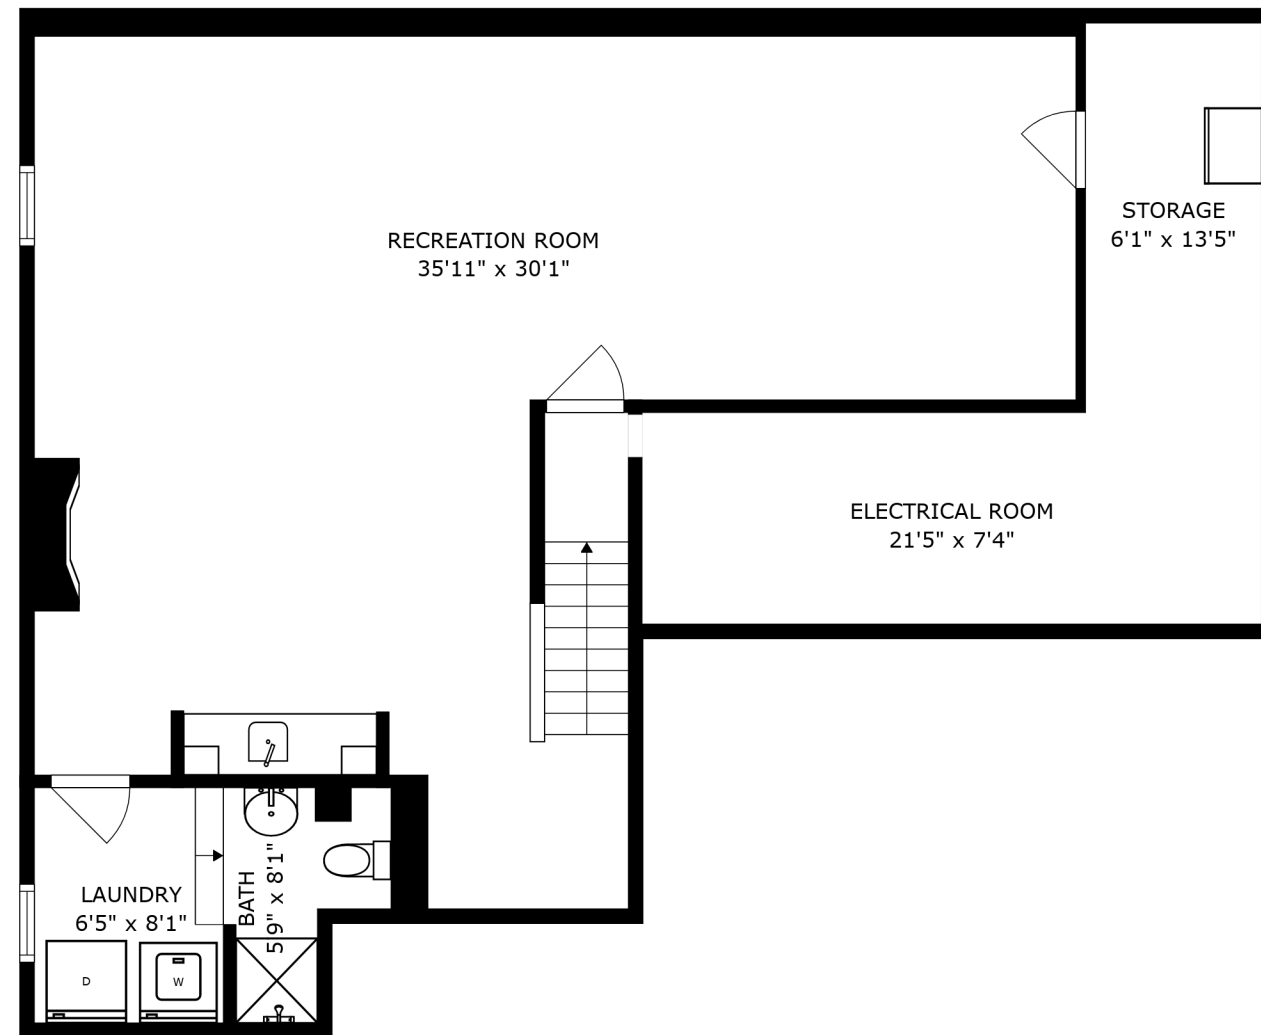 STORAGE
6'1" x 13'5"
RECREATION ROOM
35'11" x 30'1"
ELECTRICAL ROOM
21'5" x 7'4"
LAUNDRY
6'5" x 8'1"
BATH
5'9" x 8'1"
D
W